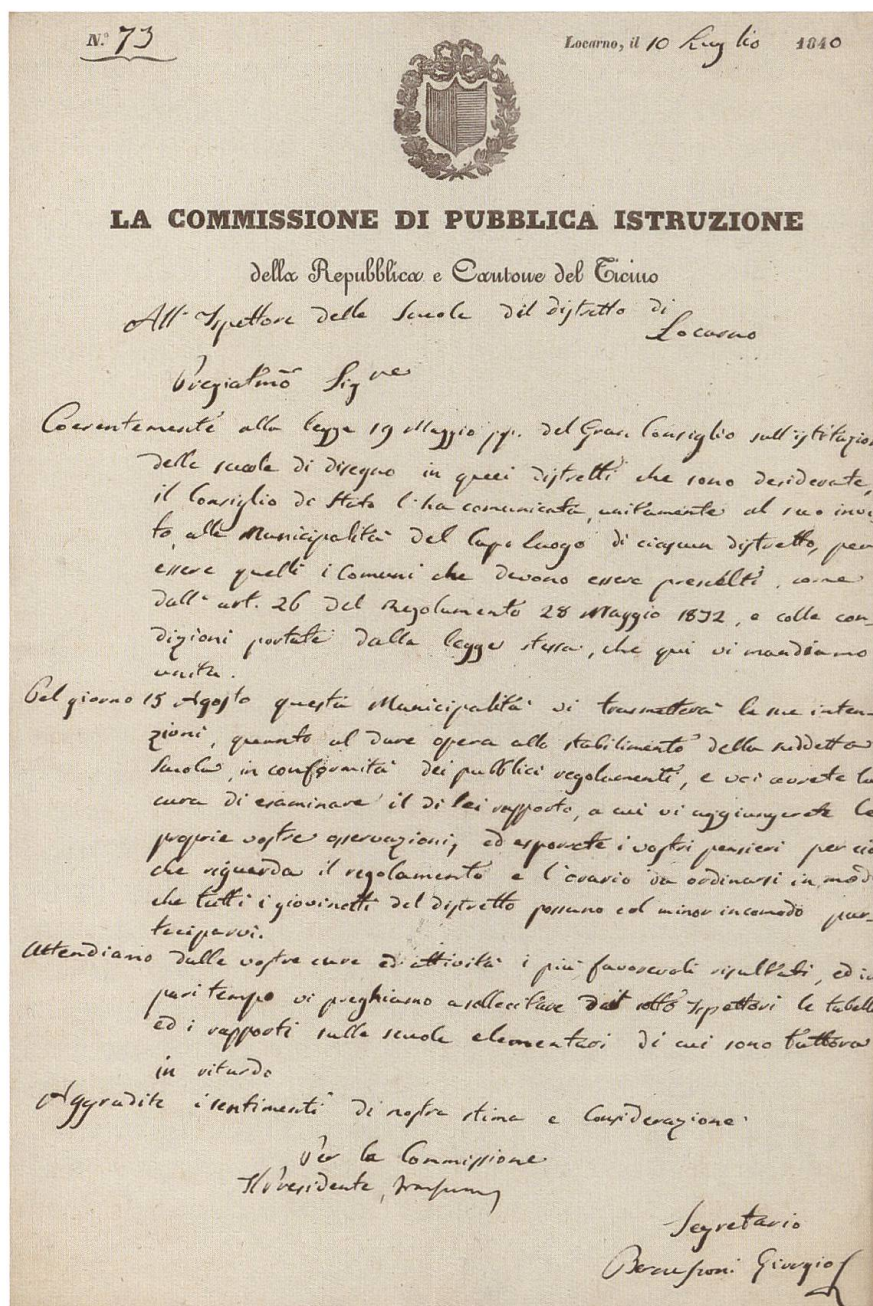 N.º 73
Locarno, il 10 Luglio 1840
LA COMMISSIONE DI PUBBLICA ISTRUZIONE
della Repubblica e Cantone del Ticino
All' Ispettore delle Scuole del distretto di
Locarno
Pregiatmo Sigre
Coerentemente alla legge 19 Maggio pp. del Gran Consiglio sull'istituzion
delle scuole di disegno in quei distretti che sono desiderate,
il Consiglio di Stato l'ha comunicata, unitamente al suo invi
to, alle Municipalità del Capo luogo di ciascun distretto, per
essere quelli i Comuni che devono essere prescelti, come
dall' art. 26 del Regolamento 28 Maggio 1832, e colle con-
dizioni portate dalla legge stessa, che qui vi mandiamo
unita.
Pel giorno 15 Agosto questa Municipalità vi trasmetterà le sue inten-
zioni, quanto al dare opera allo stabilimento della suddetta
Scuola, in conformità dei pubblici regolamenti, e voi avrete la
cura di esaminare il di lei rapporto, a cui vi aggiungerete le
proprie vostre osservazioni, ed esporrete i vostri pensieri per ciò
che riguarda il regolamento e l'orario da ordinarsi in modo
che tutti i giovinetti del distretto possano col minor incomodo par-
teciparvi.
Attendiamo dalle vostre cure ed attività i più favorevoli risultati, ed in
pari tempo vi preghiamo a sollecitare dai sotto Ispettori le tabelle
ed i rapporti sulle scuole elementari di cui sono tuttora
in ritardo
Aggradite i sentimenti di nostra stima e Considerazione.
Per la Commissione
Il Presidente,
Segretario
Giorgio